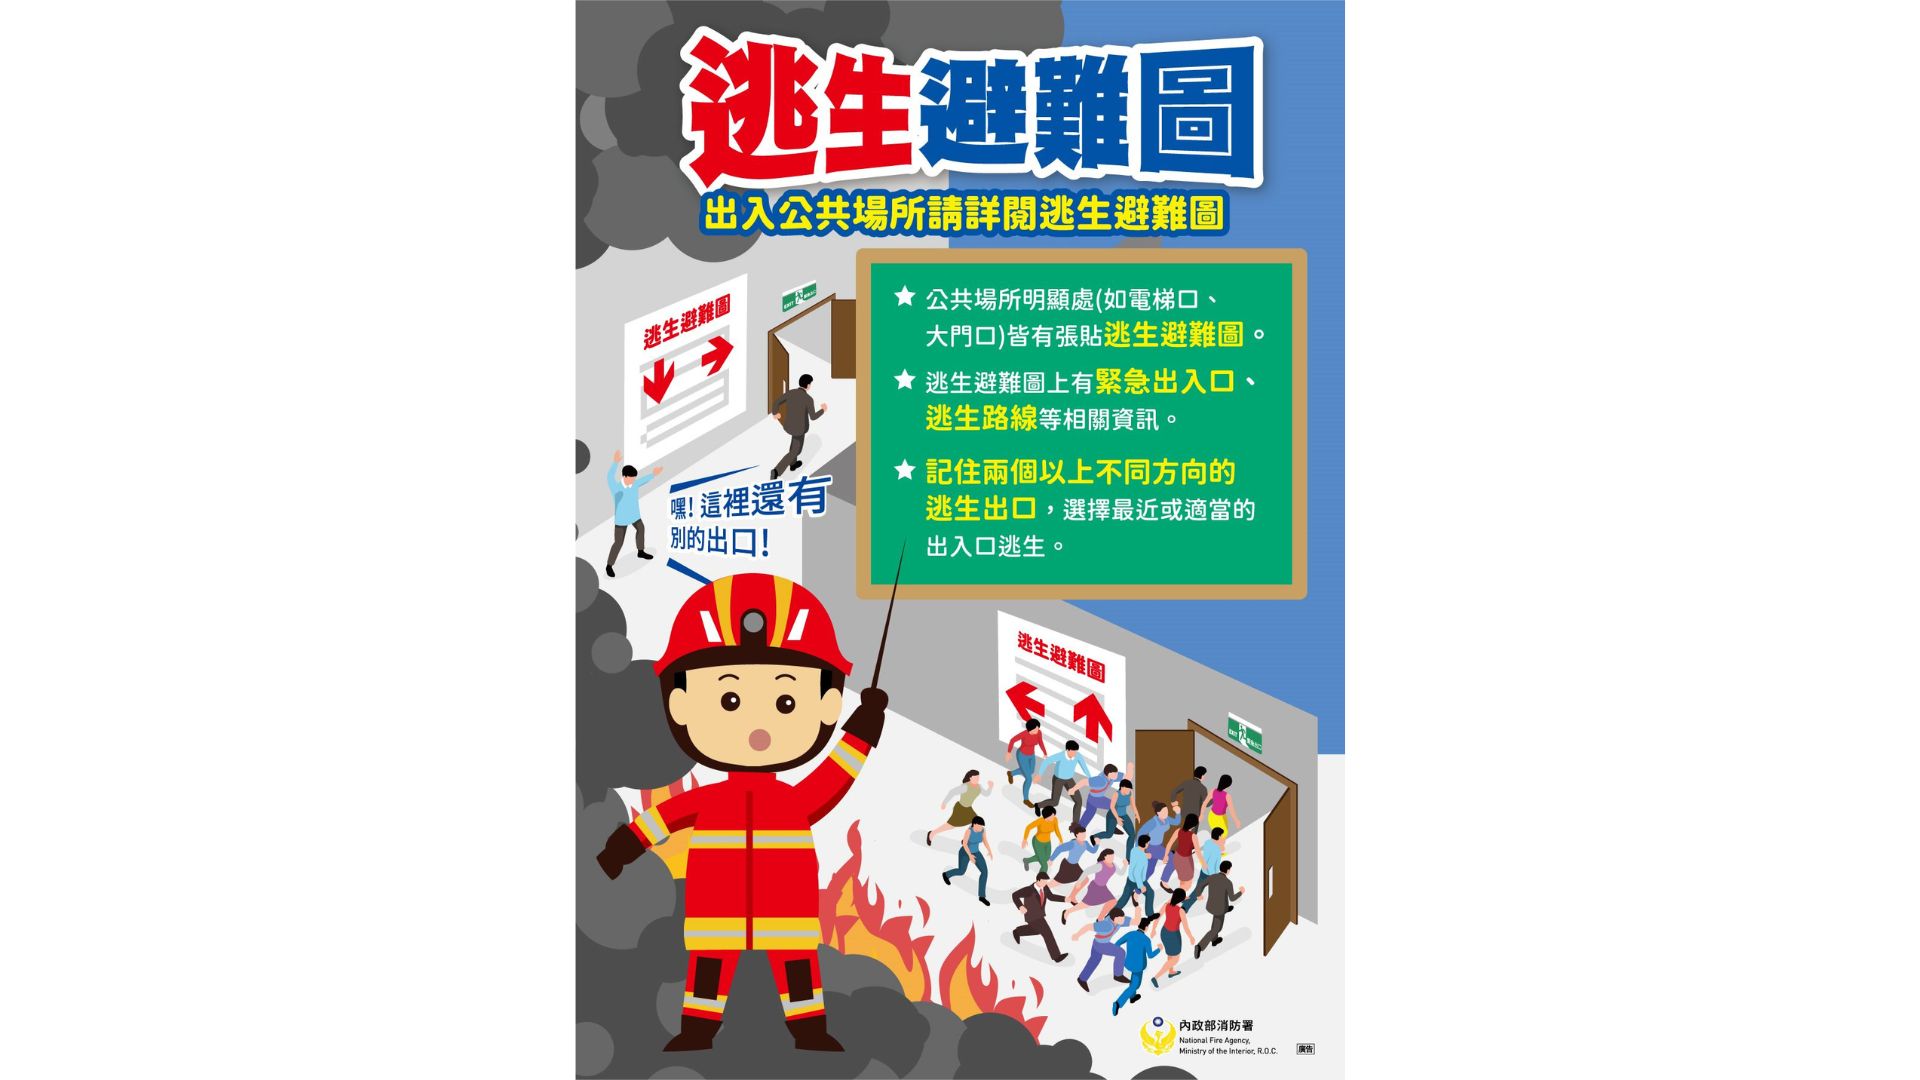 逃生避難圖
出入公共場所請詳閱逃生避難圖
★ 公共場所明顯處(如電梯口、
大門口)皆有張貼逃生避難圖。
★ 逃生避難圖上有緊急出入口、
逃生路線等相關資訊。
★ 記住兩個以上不同方向的
逃生出口，選擇最近或適當的
出入口逃生。
逃生避難圖
EXIT
嘿! 這裡還有
別的出口!
逃生避難圖
EXIT
內政部消防署
National Fire Agency,
Ministry of the Interior, R.O.C.
廣告